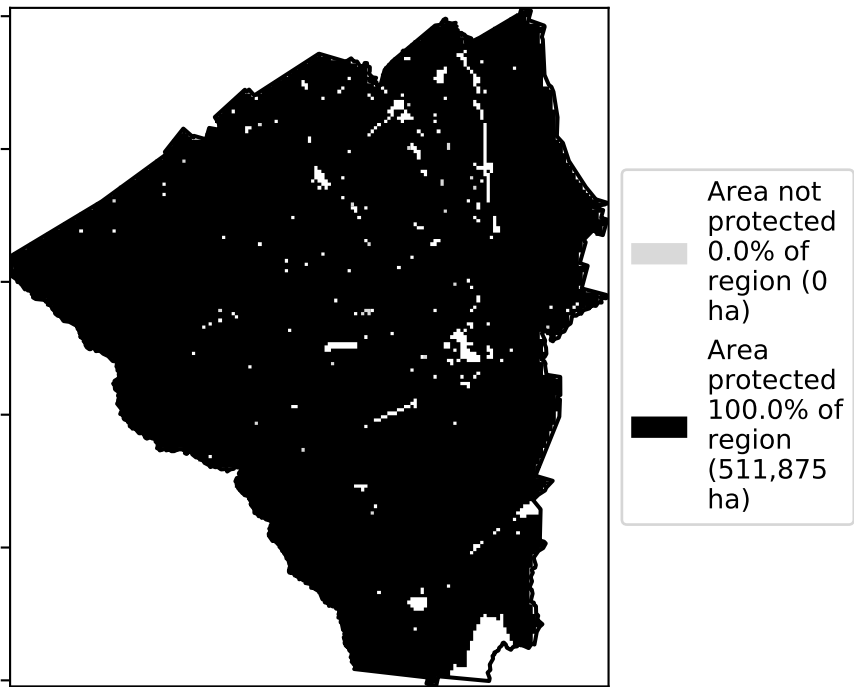 Area not
protected
0.0% of
region (0
ha)
Area
protected
100.0% of
region
(511,875
ha)